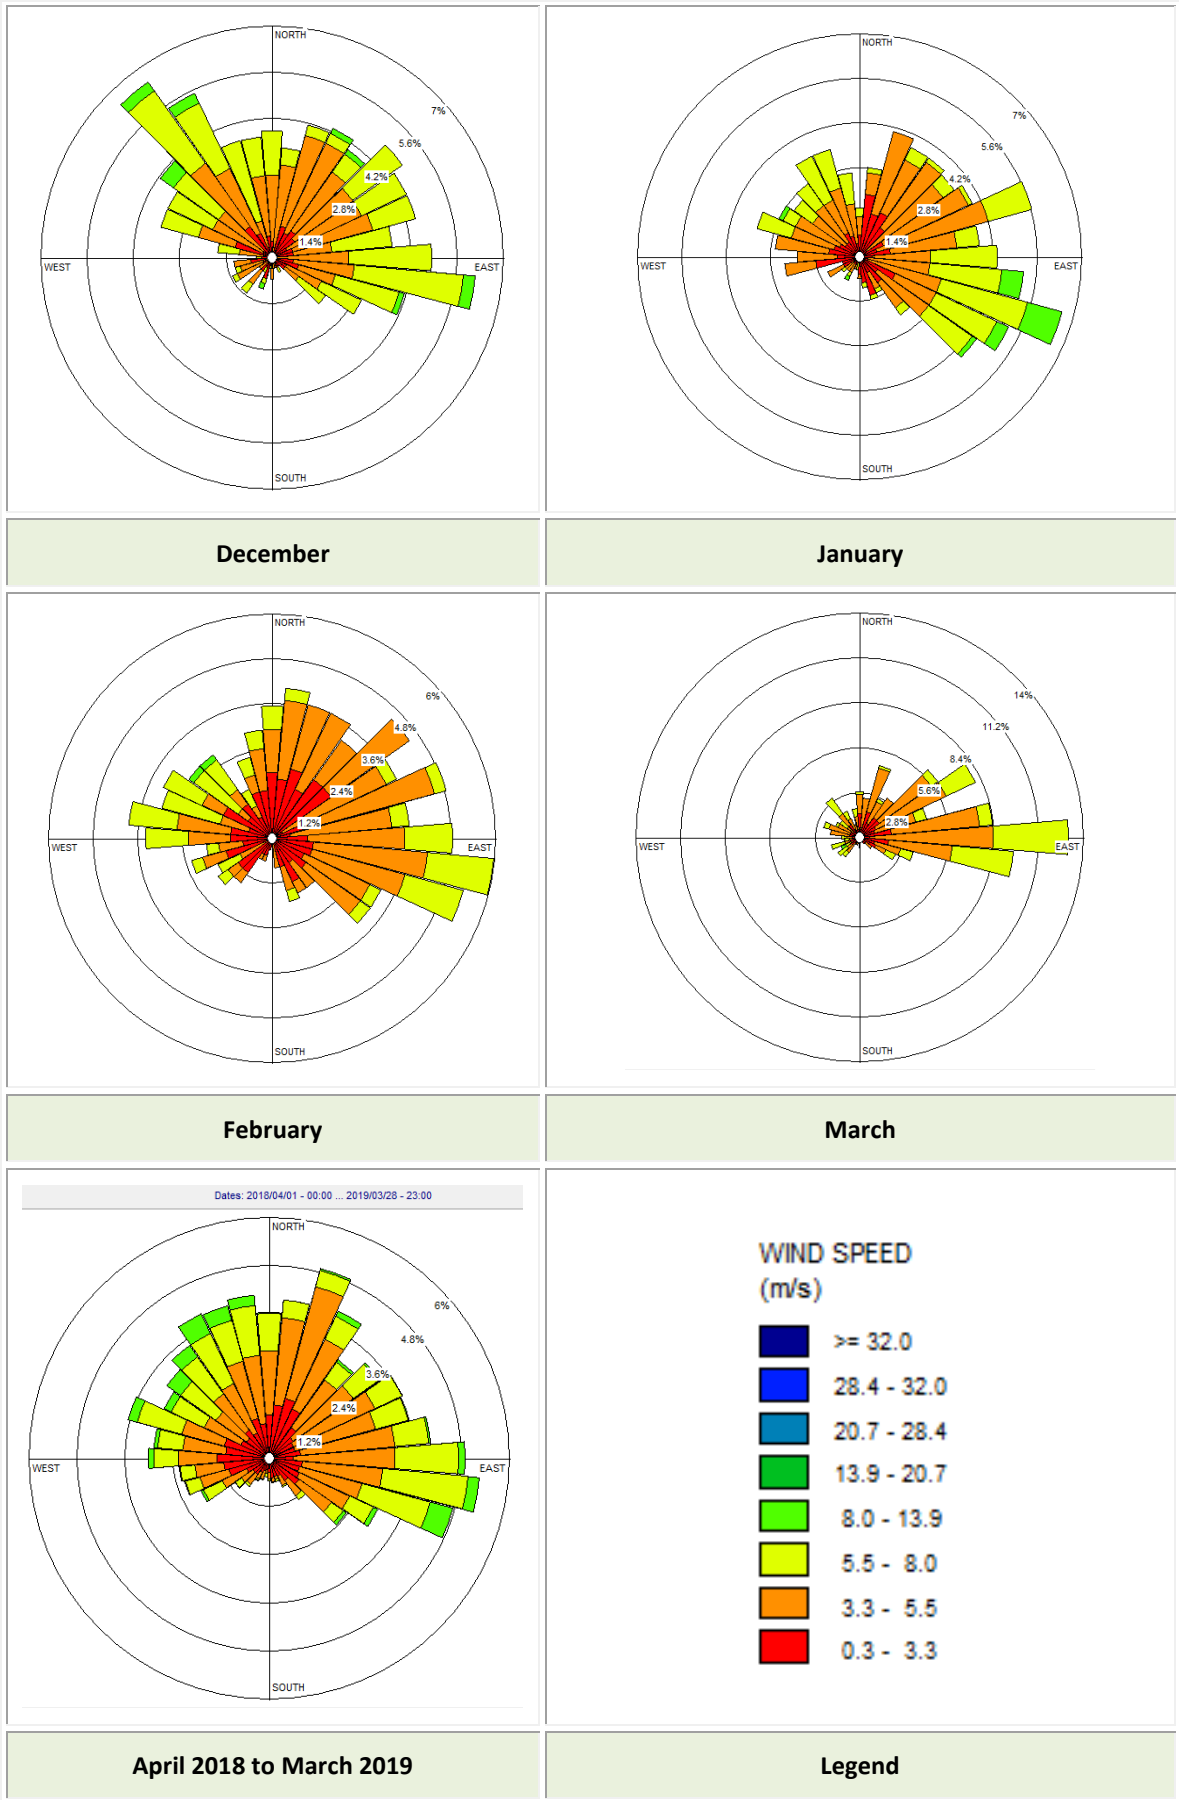 NORTH
7%
5.6%
4.2%
2.8%
1.4%
WEST
EAST
SOUTH
December
NORTH
7%
5.6%
4.2%
2.8%
1.4%
WEST
EAST
SOUTH
January
NORTH
6%
4.8%
3.6%
2.4%
1.2%
WEST
EAST
SOUTH
February
NORTH
14%
11.2%
8.4%
5.6%
2.8%
WEST
EAST
SOUTH
March
Dates: 2018/04/01 - 00:00 ... 2019/03/28 - 23:00
NORTH
6%
4.8%
3.6%
2.4%
1.2%
WEST
EAST
SOUTH
April 2018 to March 2019
WIND SPEED
(m/s)
>= 32.0
28.4 - 32.0
20.7 - 28.4
13.9 - 20.7
8.0 - 13.9
5.5 - 8.0
3.3 - 5.5
0.3 - 3.3
Legend